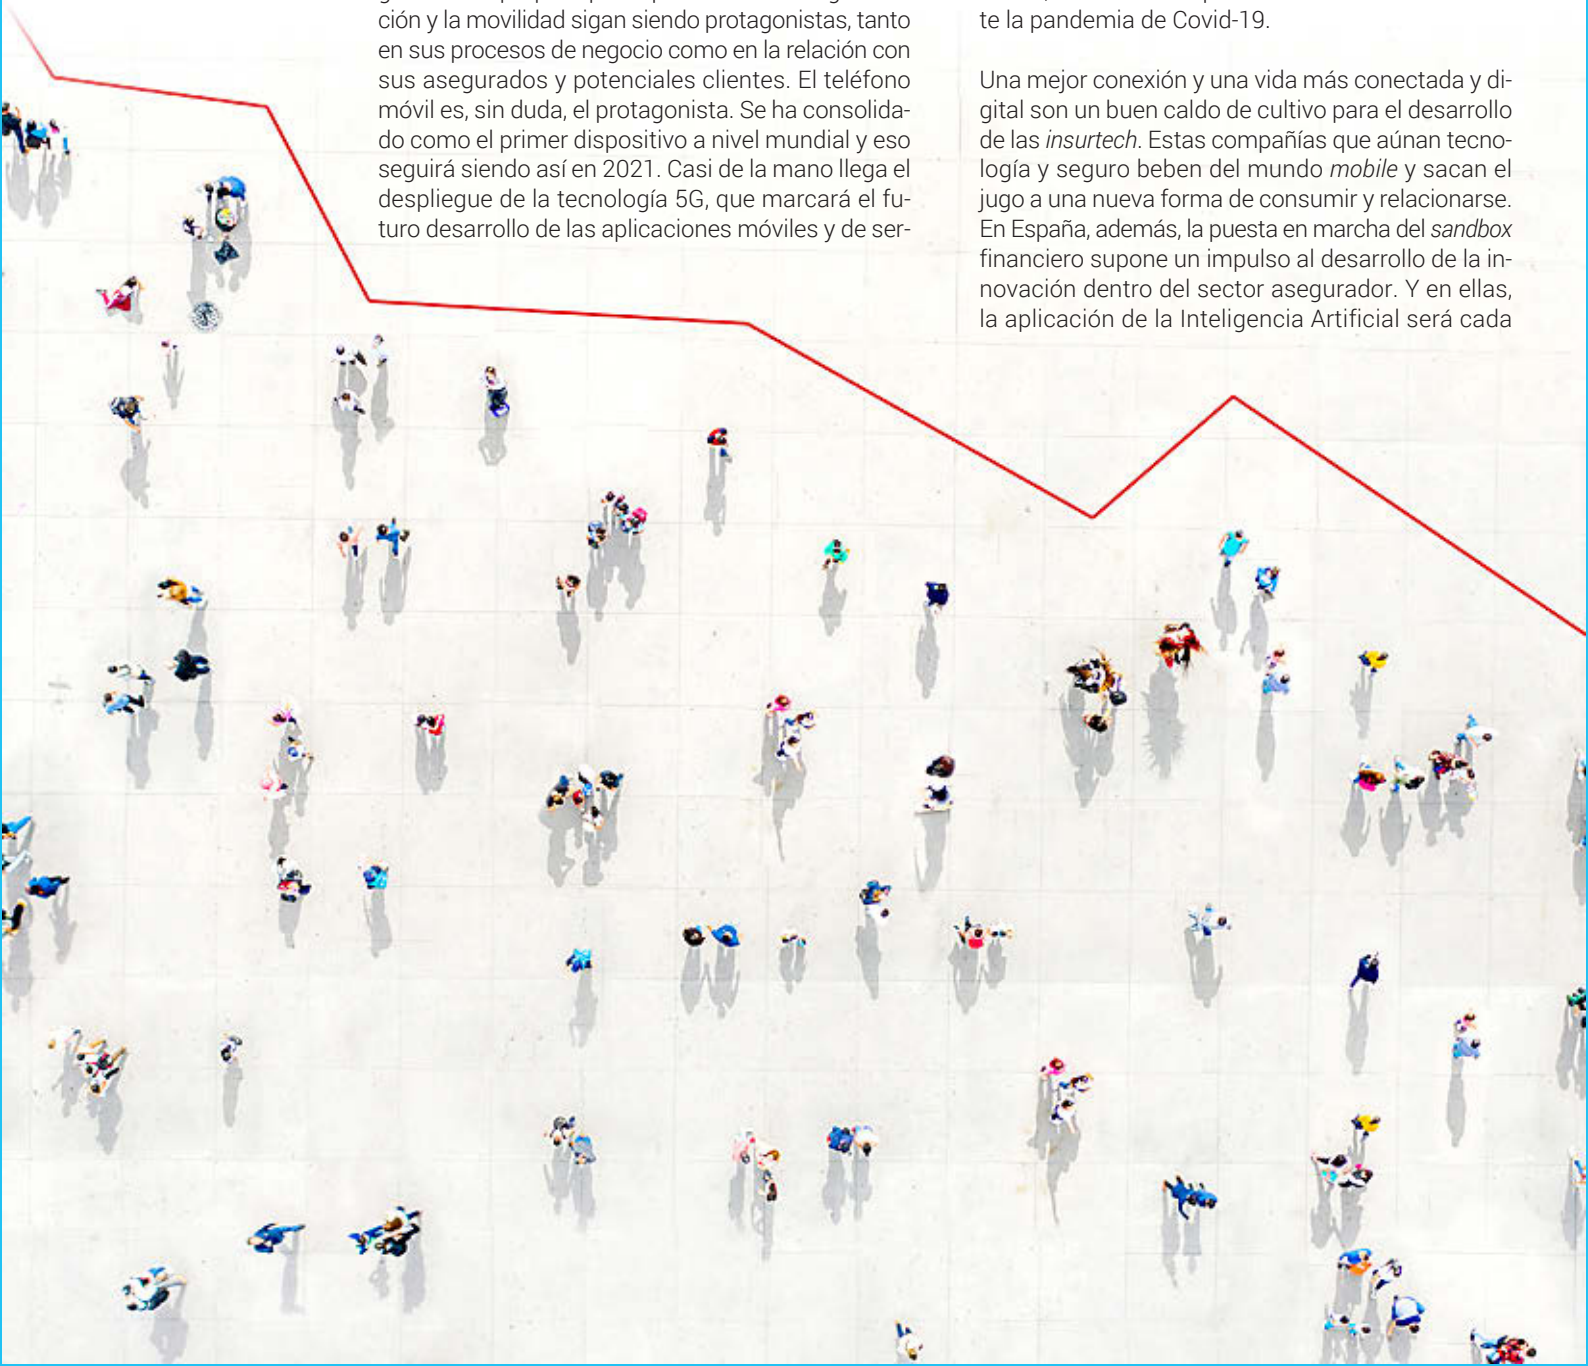 ción y la movilidad sigan siendo protagonistas, tanto
en sus procesos de negocio como en la relación con
sus asegurados y potenciales clientes. El teléfono
móvil es, sin duda, el protagonista. Se ha consolida-
do como el primer dispositivo a nivel mundial y eso
seguirá siendo así en 2021. Casi de la mano llega el
despliegue de la tecnología 5G, que marcará el fu-
turo desarrollo de las aplicaciones móviles y de ser-
te la pandemia de Covid-19.
Una mejor conexión y una vida más conectada y di-
gital son un buen caldo de cultivo para el desarrollo
de las insurtech. Estas compañías que aúnan tecno-
logía y seguro beben del mundo mobile y sacan el
jugo a una nueva forma de consumir y relacionarse.
En España, además, la puesta en marcha del sandbox
financiero supone un impulso al desarrollo de la in-
novación dentro del sector asegurador. Y en ellas,
la aplicación de la Inteligencia Artificial será cada